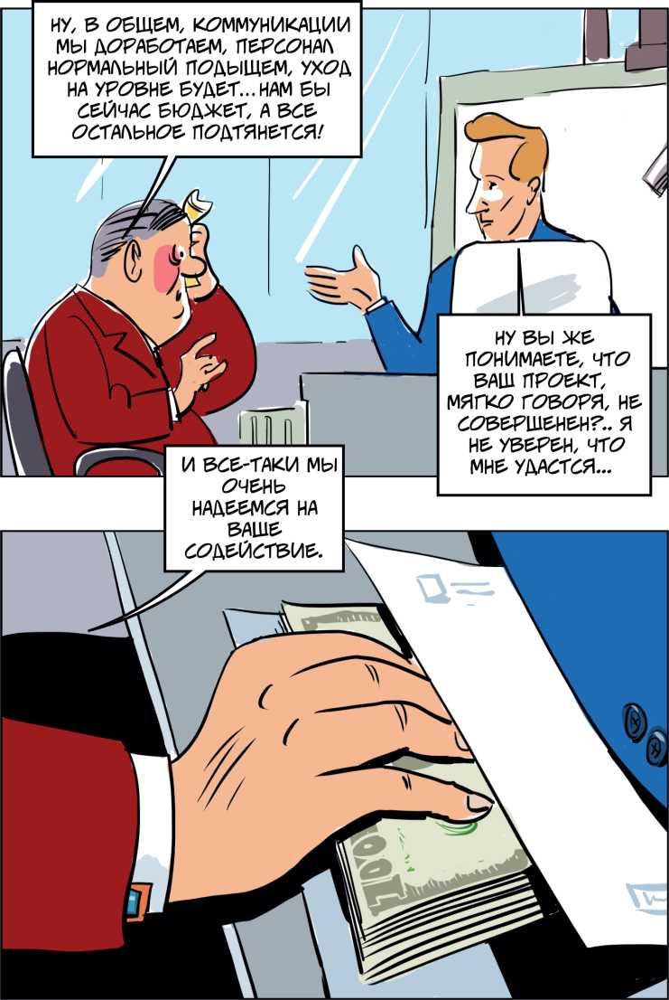 НУ, В ОБЩЕМ, КОММУНИКАЦИИ
МЫ ДОРАБОТАЕМ, ПЕРСОНАЛ
НОРМАЛЬНЫЙ ПОДЫЩЕМ, УХОД
НА УРОВНЕ БУДЕТ... НАМ БЫ
СЕЙЧАС БЮДЖЕТ, А ВСЕ
ОСТАЛЬНОЕ ПОДТЯНЕТСЯ!
НУ ВЫ ЖЕ
ПОНИМАЕТЕ, ЧТО
ВАШ ПРОЕКТ,
МЯГКО ГОВОРЯ, НЕ
СОВЕРШЕНЕН?.. Я
НЕ УВЕРЕН, ЧТО
МНЕ УДАСТСЯ...
И ВСЕ-ТАКИ МЫ
ОЧЕНЬ
НАДЕЕМСЯ НА
ВАШЕ
СОДЕЙСТВИЕ.